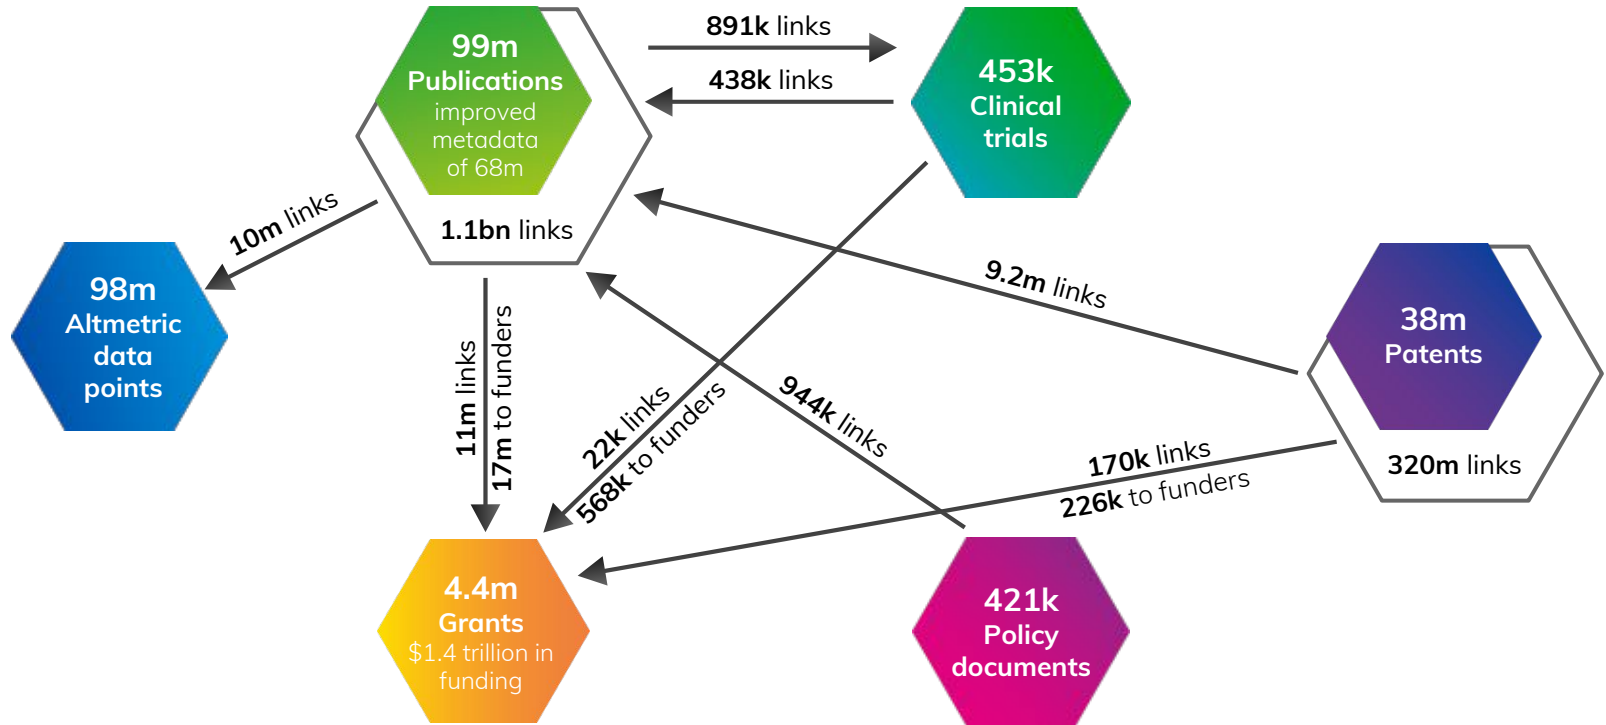 99m
Publications
improved
metadata
of 68m
1.1bn links
891k links
438k links
453k
Clinical
trials
10m links
98m
Altmetric
data
points
11m links
17m to funders
22k links
568k to funders
944k links
9.2m links
38m
Patents
320m links
170k links
226k to funders
4.4m
Grants
$1.4 trillion in
funding
421k
Policy
documents